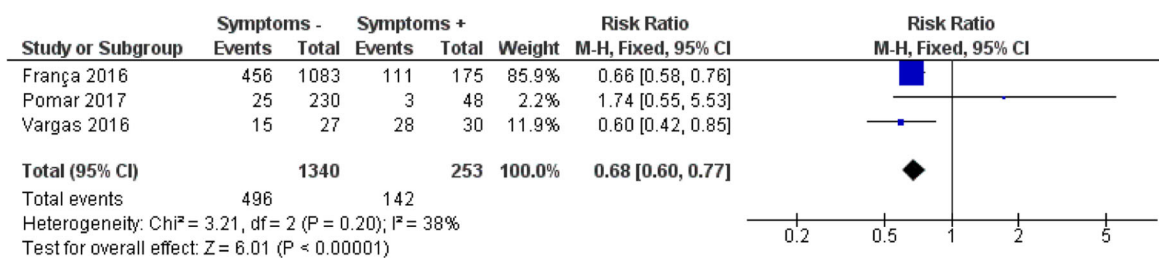 Symptoms - Symptoms + Risk Ratio Risk Ratio
Study or Subgroup Events Total Events Total Weight M-H, Fixed, 95% CI M-H, Fixed, 95% CI
França 2016 456 1083 111 175 85.9% 0.66 [0.58, 0.76]
Pomar 2017 25 230 3 48 2.2% 1.74 [0.55, 5.53]
Vargas 2016 15 27 28 30 11.9% 0.60 [0.42, 0.85]
Total (95% CI) 1340 253 100.0% 0.68 [0.60, 0.77]
Total events 496 142
Heterogeneity: Chi² = 3.21, df = 2 (P = 0.20); I² = 38%
Test for overall effect: Z = 6.01 (P < 0.00001)
0.2 0.5 1 2 5